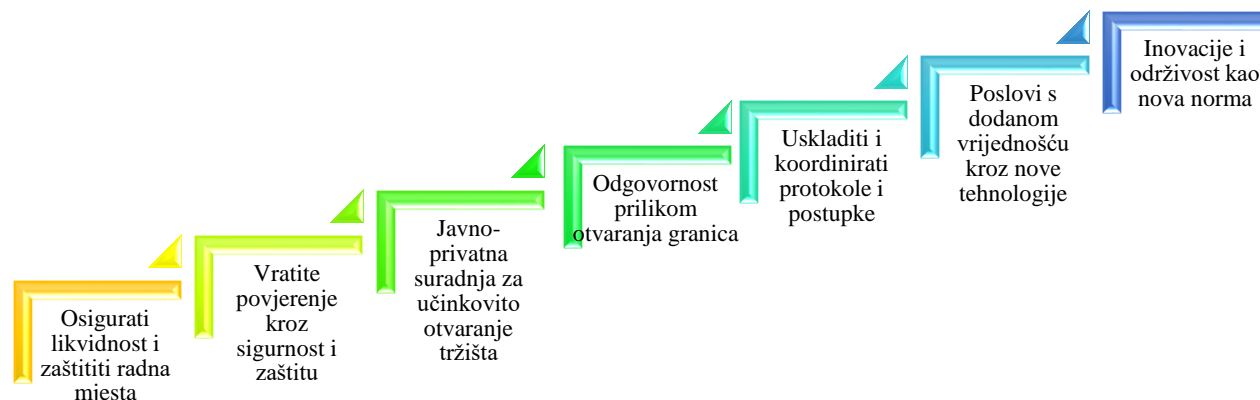 Osigurati
likvidnost i
zaštititi radna
mjesta
Vratite
povjerenje
kroz
sigurnost i
zaštitu
Javno-
privatna
suradnja za
učinkovito
otvaranje
tržišta
Odgovornost
prilikom
otvaranja granica
Uskladiti i
koordinirati
protokole i
postupke
Poslovi s
dodanom
vrijednošću
kroz nove
tehnologije
Inovacije i
održivost kao
nova norma